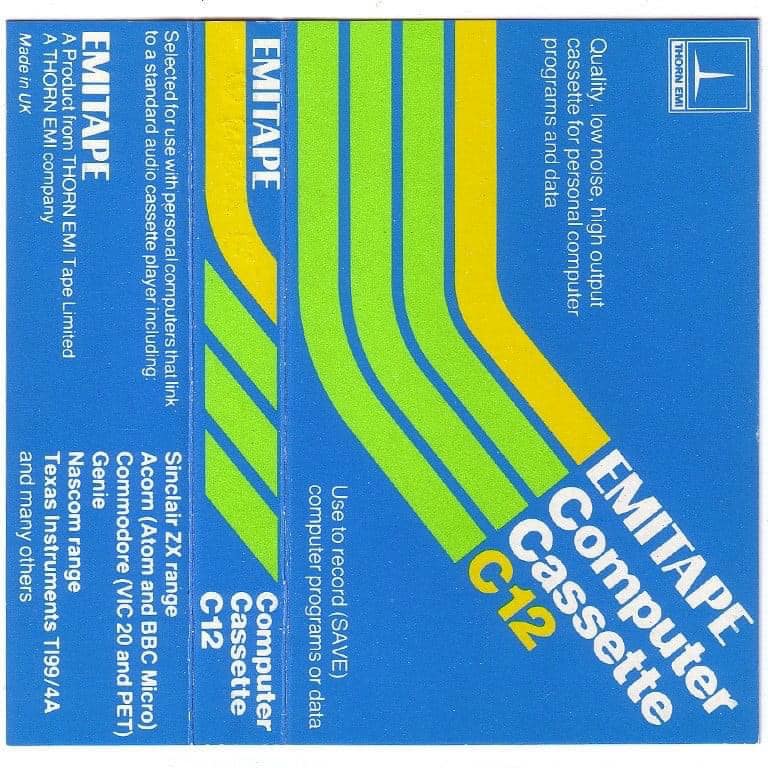 THORN EMI
Quality, low noise, high output
cassette for personal computer
programs and data
EMITAPE
Computer
Cassette
C12
Use to record (SAVE)
computer programs or data
EMITAPE
Computer
Cassette
C12
Selected for use with personal computers that link
to a standard audio cassette player including:
Sinclair ZX range
Acorn (Atom and BBC Micro)
Commodore (VIC 20 and PET)
Genie
Nascom range
Texas Instruments TI99/4A
and many others
EMITAPE
A Product from THORN EMI Tape Limited
A THORN EMI company
Made in UK